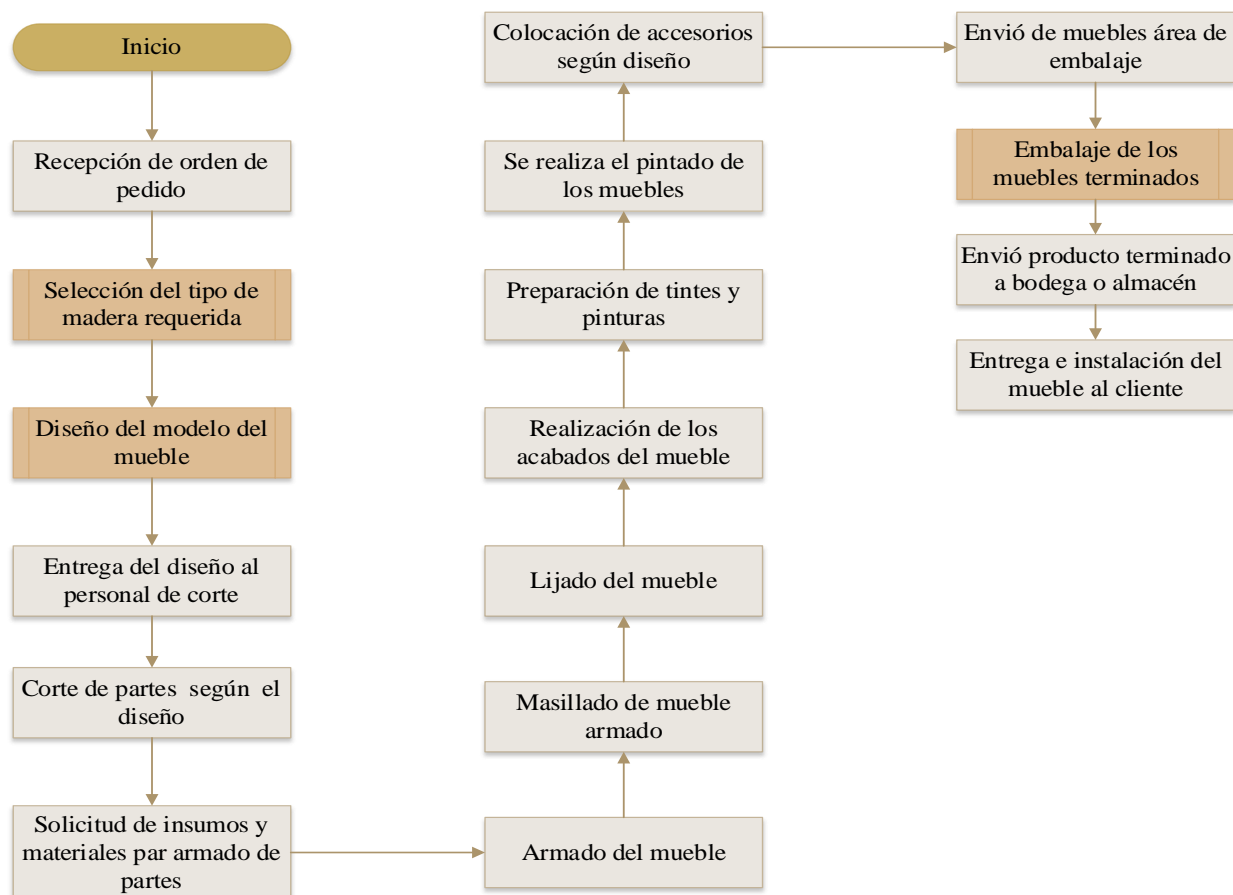 Inicio
Recepción de orden de
pedido
Selección del tipo de
madera requerida
Diseño del modelo del
mueble
Entrega del diseño al
personal de corte
Corte de partes según el
diseño
Solicitud de insumos y
materiales par armado de
partes
Armado del mueble
Masillado de mueble
armado
Lijado del mueble
Realización de los
acabados del mueble
Preparación de tintes y
pinturas
Se realiza el pintado de
los muebles
Colocación de accesorios
según diseño
Envió de muebles área de
embalaje
Embalaje de los
muebles terminados
Envió producto terminado
a bodega o almacén
Entrega e instalación del
mueble al cliente